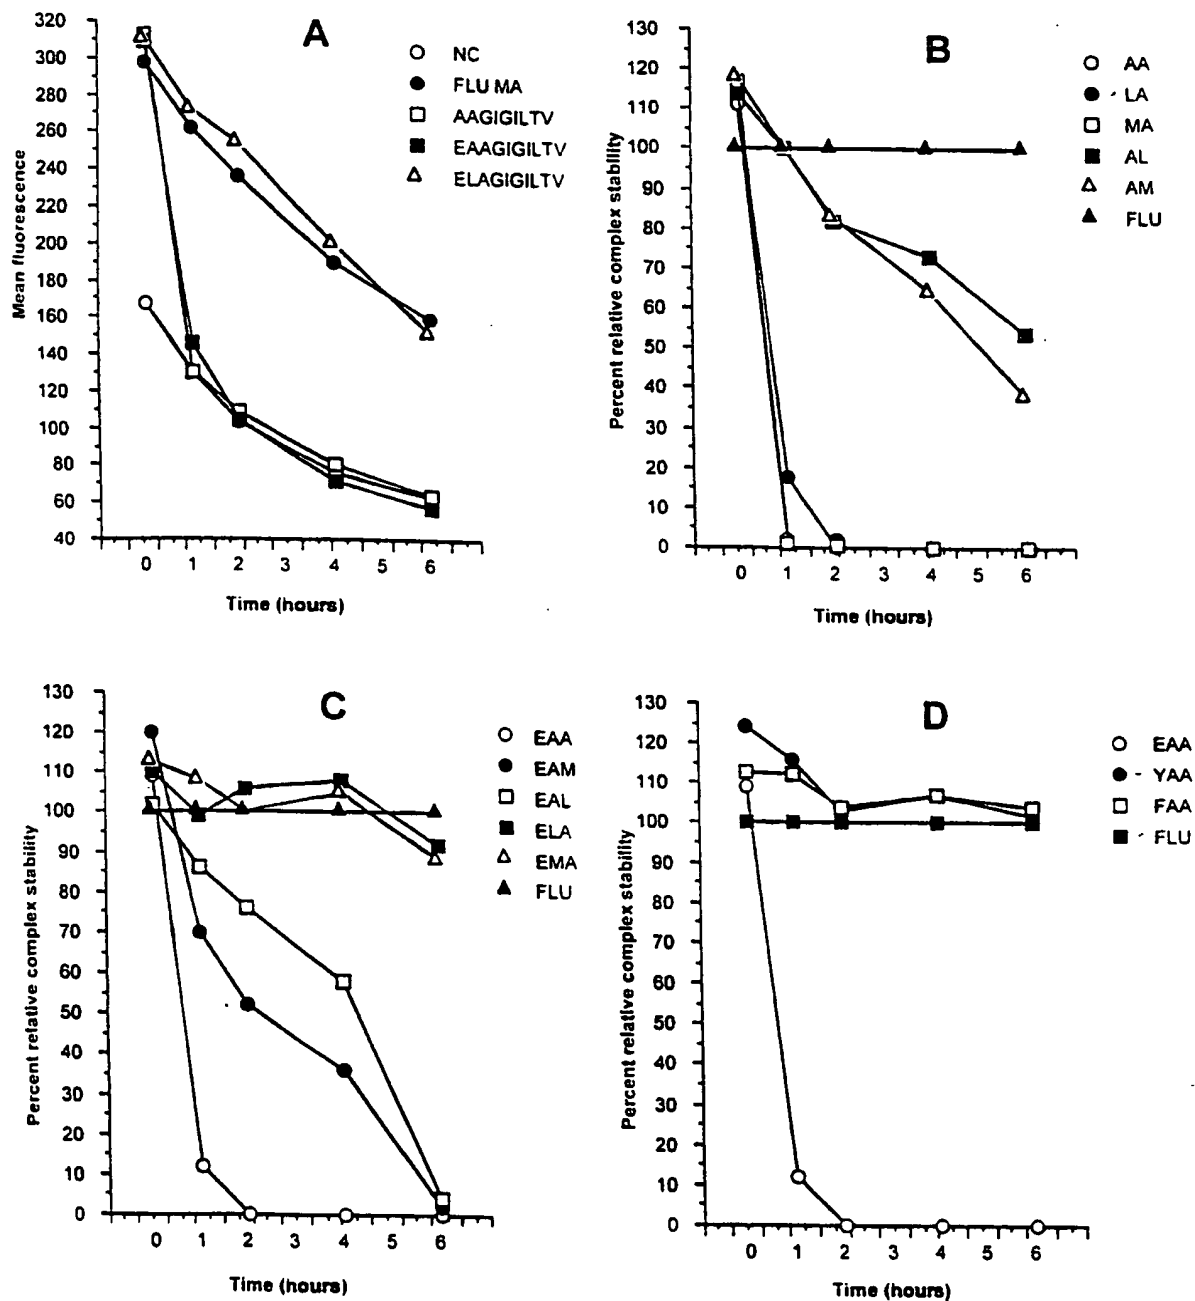 A
320
300
280
260
240
220
200
180
160
140
120
100
80
60
40
Mean fluorescence
0 1 2 3 4 5 6
Time (hours)
NC
FLU MA
AAGIGILTV
EAAGIGILTV
ELAGIGILTV
B
130
120
110
100
90
80
70
60
50
40
30
20
10
0
Percent relative complex stability
0 1 2 3 4 5 6
Time (hours)
AA
LA
MA
AL
AM
FLU
C
130
120
110
100
90
80
70
60
50
40
30
20
10
0
Percent relative complex stability
0 1 2 3 4 5 6
Time (hours)
EAA
EAM
EAL
ELA
EMA
FLU
D
130
120
110
100
90
80
70
60
50
40
30
20
10
0
Percent relative complex stability
0 1 2 3 4 5 6
Time (hours)
EAA
YAA
FAA
FLU